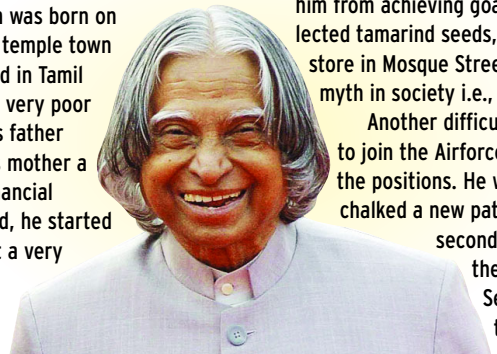 n was born on
temple town
d in Tamil
very poor
s father
mother a
nancial
d, he started
t a very
him from achieving goa
lected tamarind seeds,
store in Mosque Stree
myth in society i.e.,
Another difficu
to join the Airforce
the positions. He w
chalked a new pat
second
the
Se
t